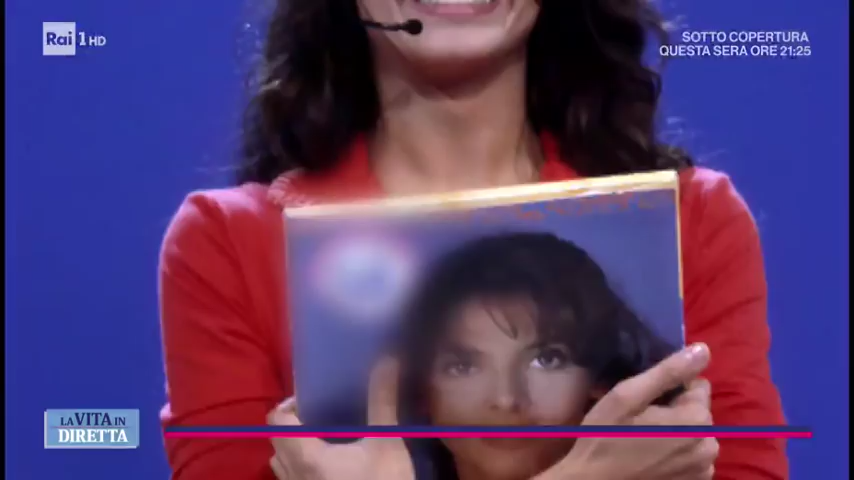 Rai 1 HD
SOTTO COPERTURA
QUESTA SERA ORE 21:25
LA VITA IN
DIRETTA